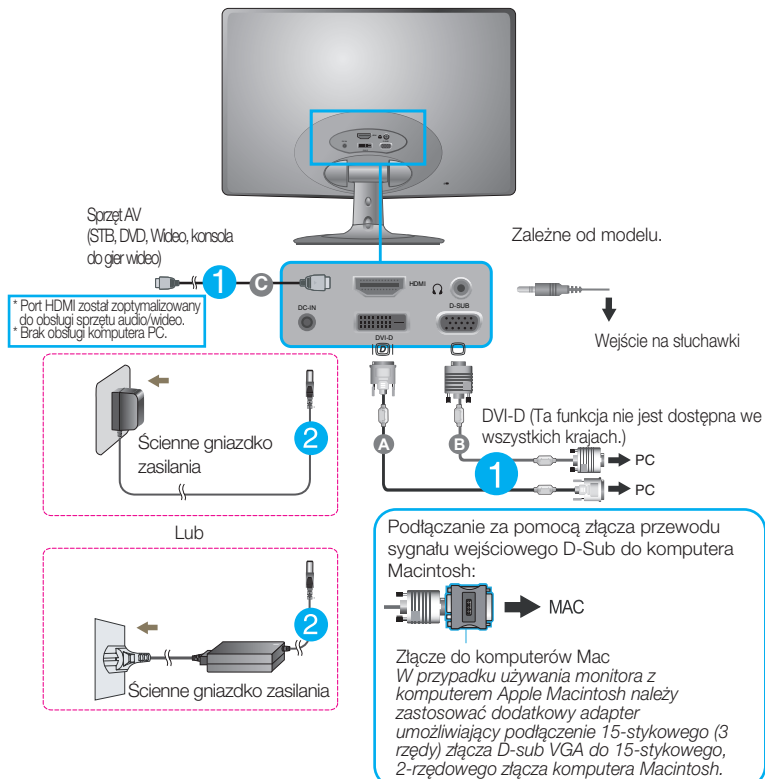 Sprzęt AV
(STB, DVD, Wideo, konsola
do gier wideo)
Zależne od modelu.
1
C
HDMI
DC-IN
D-SUB
DVI-D
D
* Port HDMI został zoptymalizowany
do obsługi sprzętu audio/wideo.
* Brak obsługi komputera PC.
Wejście na słuchawki
Ścienne gniazdko
zasilania
2
A
B
DVI-D (Ta funkcja nie jest dostępna we
wszystkich krajach.)
1
PC
PC
Lub
Ścienne gniazdko zasilania
2
Podłączanie za pomocą złącza przewodu
sygnału wejściowego D-Sub do komputera
Macintosh:
MAC
Złącze do komputerów Mac
W przypadku używania monitora z
komputerem Apple Macintosh należy
zastosować dodatkowy adapter
umożliwiający podłączenie 15-stykowego (3
rzędy) złącza D-sub VGA do 15-stykowego,
2-rzędowego złącza komputera Macintosh.